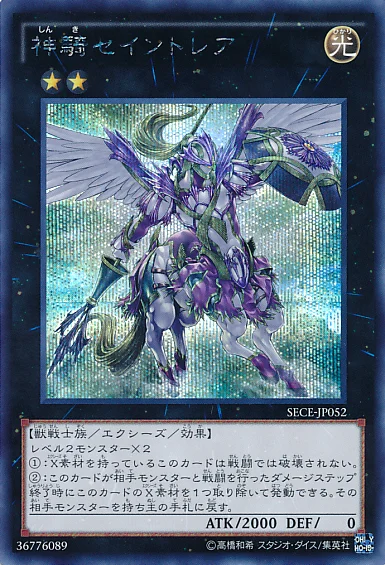 神騎セイントレア
光
SECE-JP052
【獣戦士族／エクシーズ／効果】
レベル2モンスター×2
①：X素材を持っているこのカードは戦闘では破壊されない。
②：このカードが相手モンスターと戦闘を行ったダメージステップ
終了時にこのカードのX素材を1つ取り除いて発動できる。その
相手モンスターを持ち主の手札に戻す。
ATK/2000 DEF/ 0
36776089
©高橋和希 スタジオ・ダイス/集英社